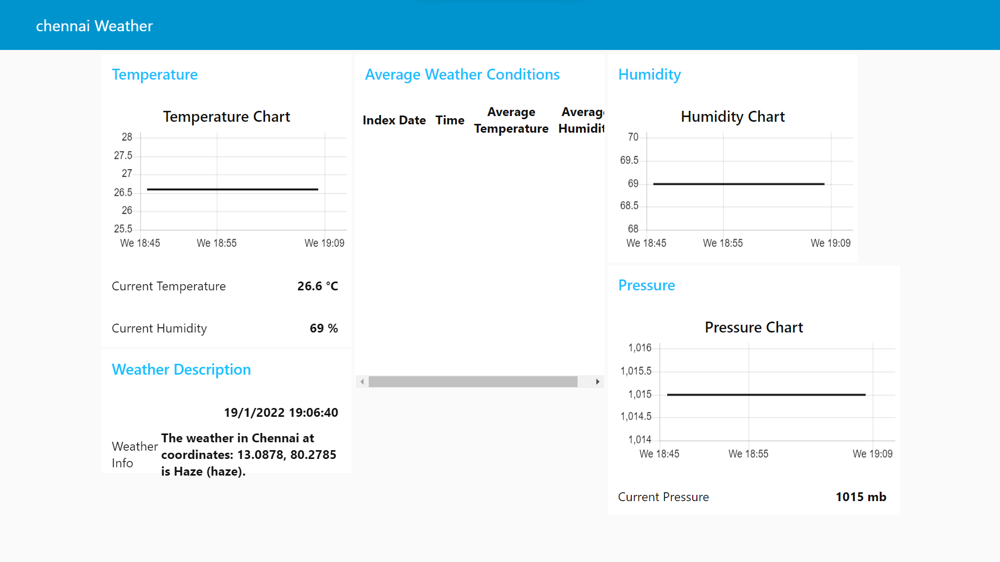 chennai Weather
Temperature
Temperature Chart
28
27.5
27
26.5
26
25.5
We 18:45 We 18:55 We 19:09
Current Temperature 26.6 °C
Current Humidity 69 %
Weather Description
19/1/2022 19:06:40
Weather Info
The weather in Chennai at
coordinates: 13.0878, 80.2785
is Haze (haze).
Average Weather Conditions
Index Date Time Average Temperature Averag Humidit
Humidity
Humidity Chart
70
69.5
69
68.5
68
We 18:45 We 18:55 We 19:09
Pressure
Pressure Chart
1,016
1,015.5
1,015
1,014.5
1,014
We 18:45 We 18:55 We 19:09
Current Pressure 1015 mb